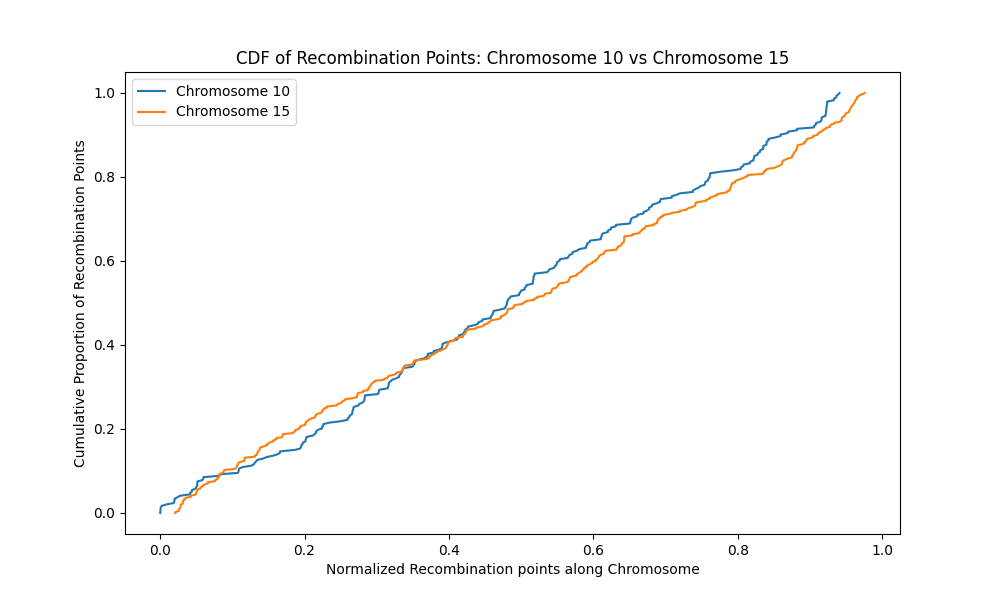 CDF of Recombination Points: Chromosome 10 vs Chromosome 15
Chromosome 10
Chromosome 15
Cumulative Proportion of Recombination Points
1.0
0.8
0.6
0.4
0.2
0.0
0.0 0.2 0.4 0.6 0.8 1.0
Normalized Recombination points along Chromosome